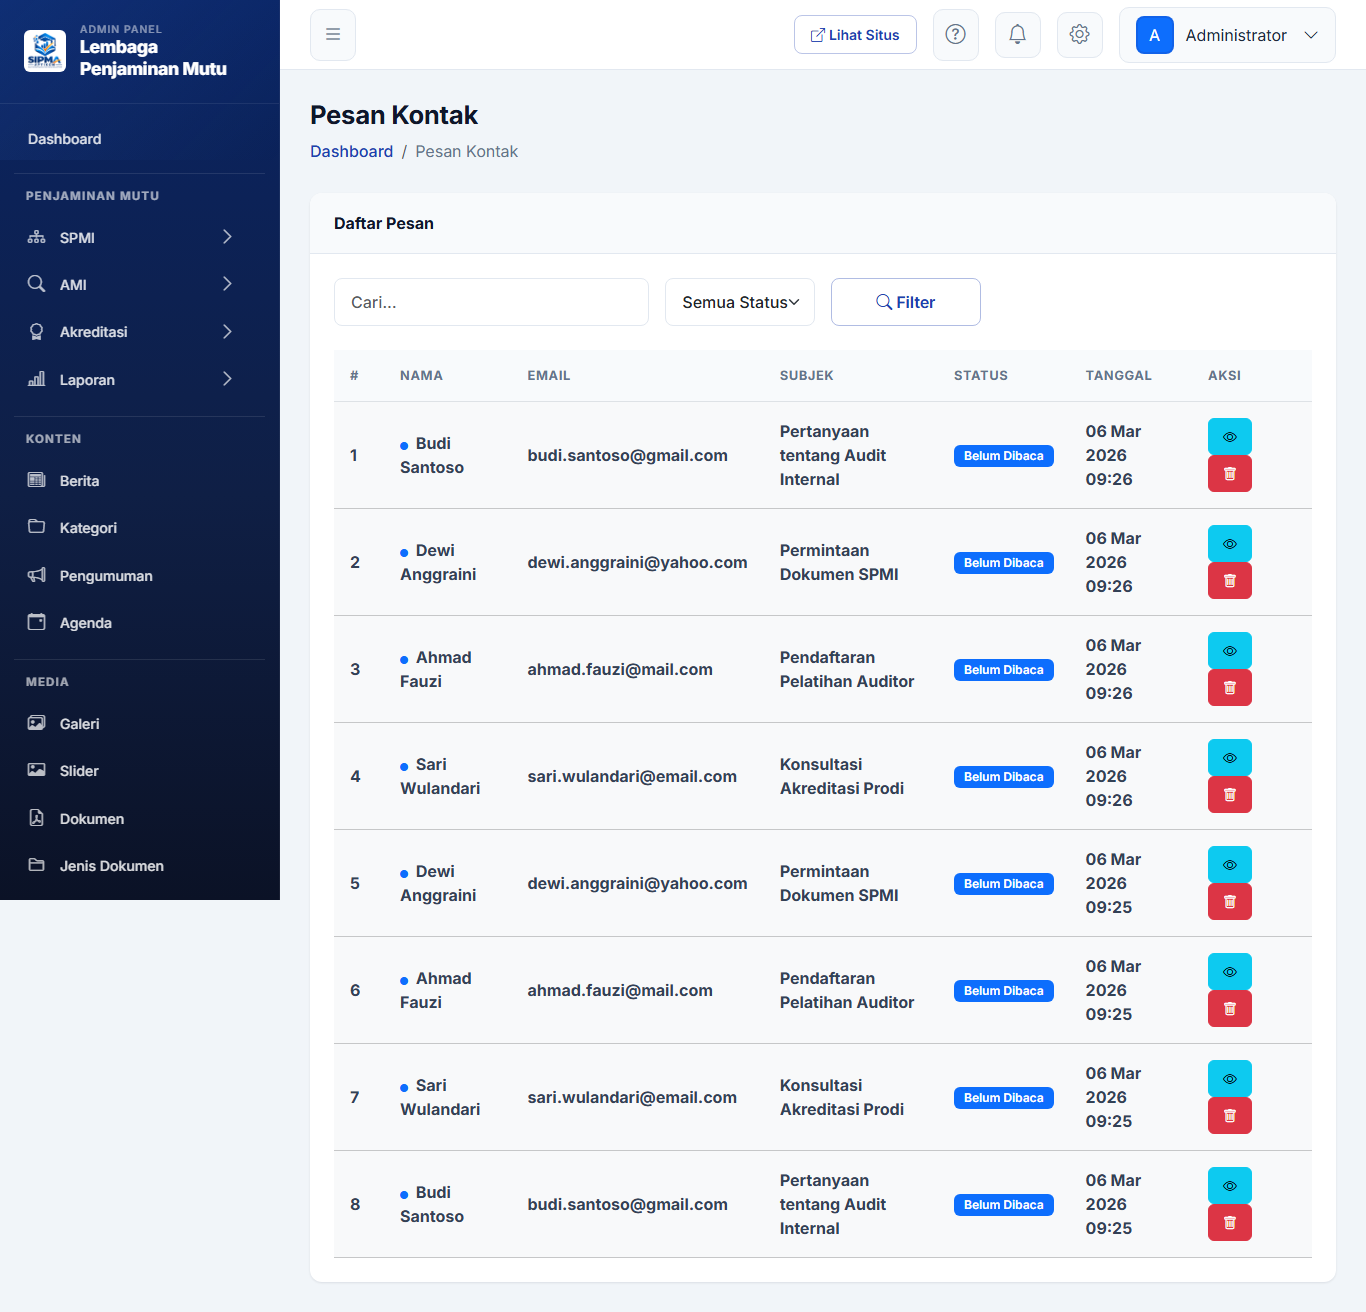 ADMIN PANEL
Lembaga
Penjaminan Mutu
SIPMA
Lihat Situs
A
Administrator
Dashboard
PENJAMINAN MUTU
SPMI
AMI
Akreditasi
Laporan
KONTEN
Berita
Kategori
Pengumuman
Agenda
MEDIA
Galeri
Slider
Dokumen
Jenis Dokumen
Pesan Kontak
Dashboard / Pesan Kontak
Daftar Pesan
Cari...
Semua Status
Filter
# NAMA EMAIL SUBJEK STATUS TANGGAL AKSI
1
Budi
Santoso
budi.santoso@gmail.com
Pertanyaan
tentang Audit
Internal
Belum Dibaca
06 Mar
2026
09:26
2
Dewi
Anggraini
dewi.anggraini@yahoo.com
Permintaan
Dokumen SPMI
Belum Dibaca
06 Mar
2026
09:26
3
Ahmad
Fauzi
ahmad.fauzi@mail.com
Pendaftaran
Pelatihan Auditor
Belum Dibaca
06 Mar
2026
09:26
4
Sari
Wulandari
sari.wulandari@email.com
Konsultasi
Akreditasi Prodi
Belum Dibaca
06 Mar
2026
09:26
5
Dewi
Anggraini
dewi.anggraini@yahoo.com
Permintaan
Dokumen SPMI
Belum Dibaca
06 Mar
2026
09:25
6
Ahmad
Fauzi
ahmad.fauzi@mail.com
Pendaftaran
Pelatihan Auditor
Belum Dibaca
06 Mar
2026
09:25
7
Sari
Wulandari
sari.wulandari@email.com
Konsultasi
Akreditasi Prodi
Belum Dibaca
06 Mar
2026
09:25
8
Budi
Santoso
budi.santoso@gmail.com
Pertanyaan
tentang Audit
Internal
Belum Dibaca
06 Mar
2026
09:25